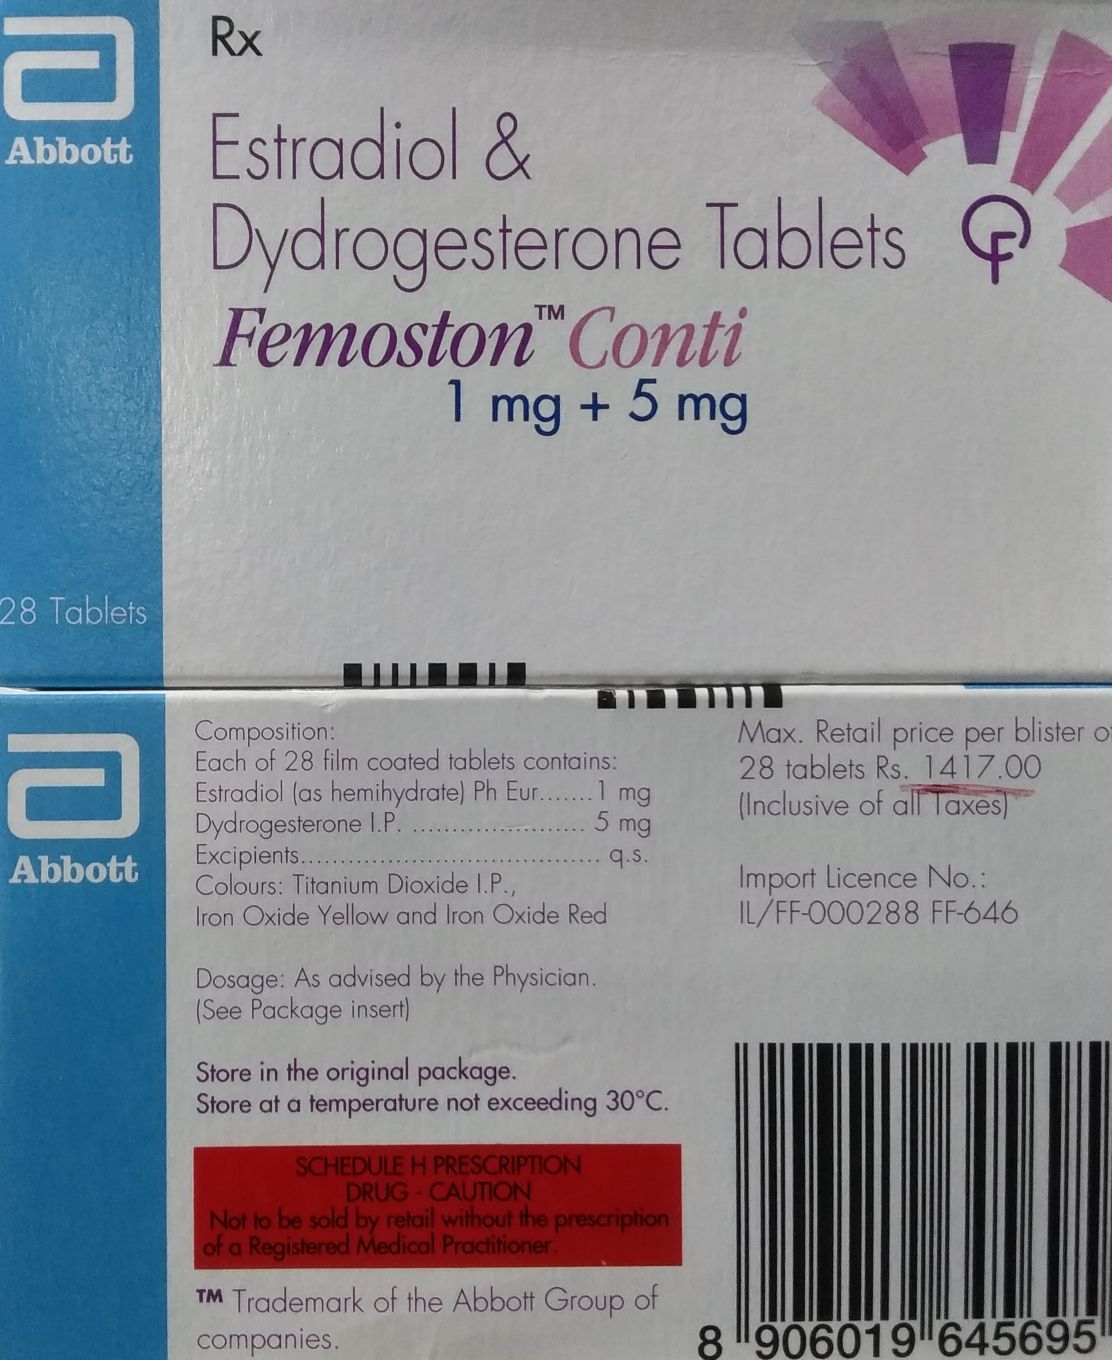 Abbott
Rx
Estradiol &
Dydrogesterone Tablets
Femoston™ Conti
1 mg + 5 mg
28 Tablets
Abbott
Composition:
Each of 28 film coated tablets contains:
Estradiol (as hemihydrate) Ph Eur.......1 mg
Dydrogesterone I.P. ....................... 5 mg
Excipients....................................... q.s.
Colours: Titanium Dioxide I.P.,
Iron Oxide Yellow and Iron Oxide Red
Dosage: As advised by the Physician.
(See Package insert)
Store in the original package.
Store at a temperature not exceeding 30°C.
SCHEDULE H PRESCRIPTION
DRUG - CAUTION
Not to be sold by retail without the prescription
of a Registered Medical Practitioner.
™ Trademark of the Abbott Group of
companies.
Max. Retail price per blister of
28 tablets Rs. 1417.00
(Inclusive of all Taxes)
Import Licence No.:
IL/FF-000288 FF-646
8 906019 645695